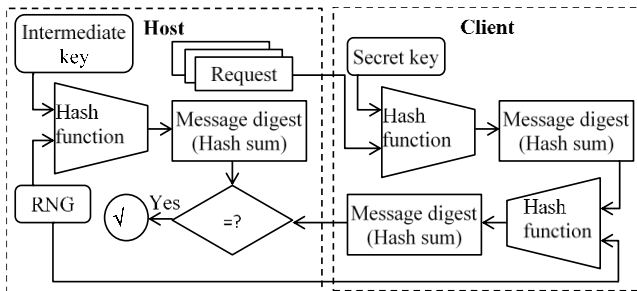 Host
Client
Intermediate
key
Request
Secret key
Hash
function
Message digest
(Hash sum)
Hash
function
Message digest
(Hash sum)
RNG
√
Yes
=?
Message digest
(Hash sum)
Hash
function